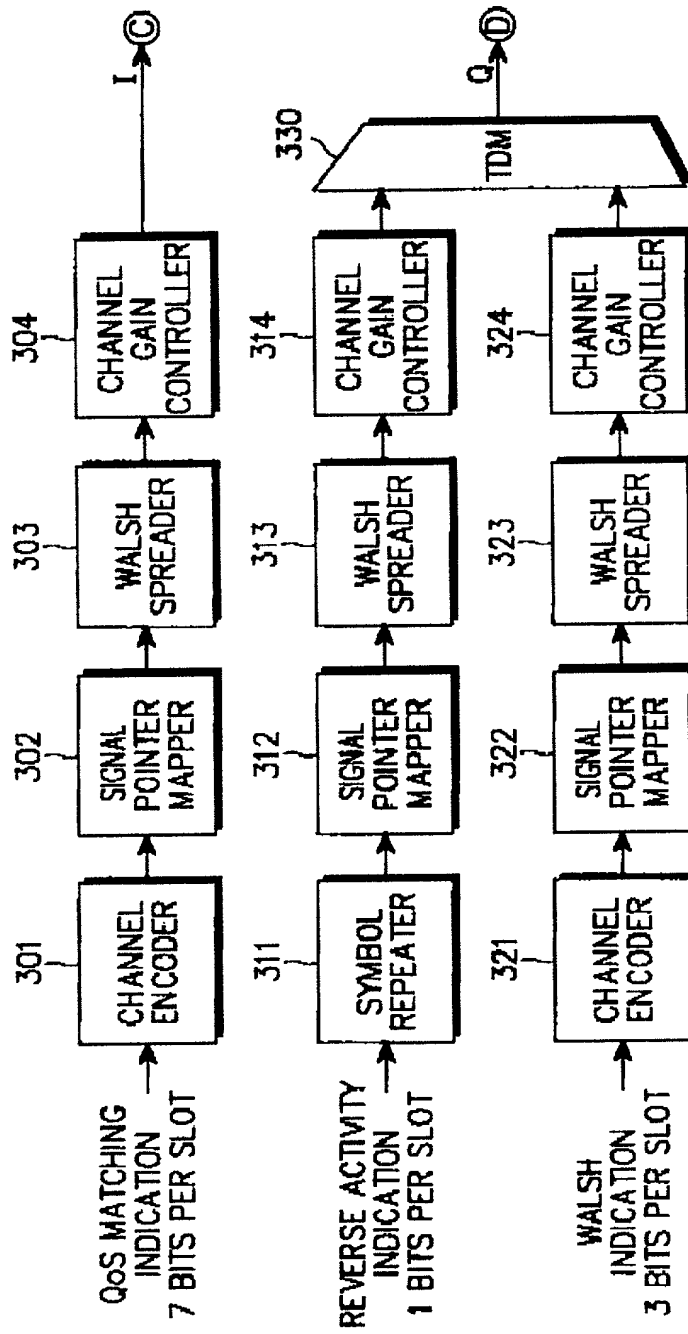 QoS MATCHING
INDICATION
7 BITS PER SLOT
301
CHANNEL
ENCODER
302
SIGNAL
POINTER
MAPPER
303
WALSH
SPREADER
304
CHANNEL
GAIN
CONTROLLER
I
C
REVERSE ACTIVITY
INDICATION
1 BITS PER SLOT
311
SYMBOL
REPEATER
312
SIGNAL
POINTER
MAPPER
313
WALSH
SPREADER
314
CHANNEL
GAIN
CONTROLLER
330
TDM
Q
D
WALSH
INDICATION
3 BITS PER SLOT
321
CHANNEL
ENCODER
322
SIGNAL
POINTER
MAPPER
323
WALSH
SPREADER
324
CHANNEL
GAIN
CONTROLLER